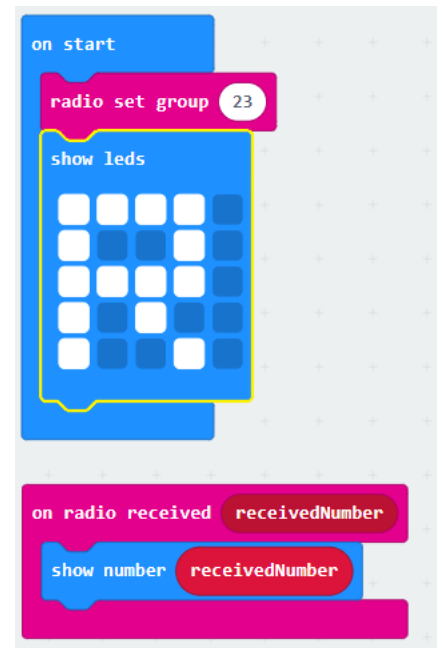 on start
radio set group 23
show leds
on radio received receivedNumber
show number receivedNumber